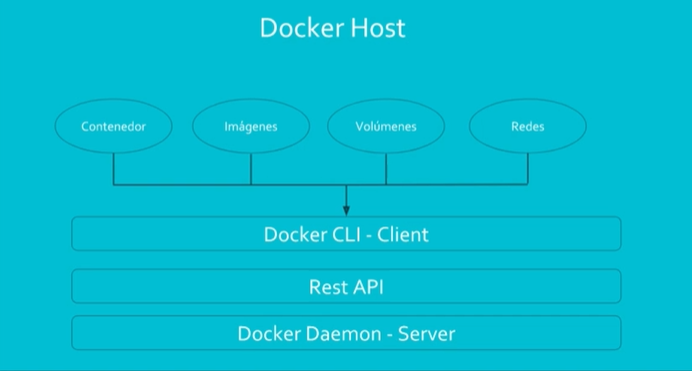 Docker Host
Contenedor
Imágenes
Volúmenes
Redes
Docker CLI - Client
Rest API
Docker Daemon - Server